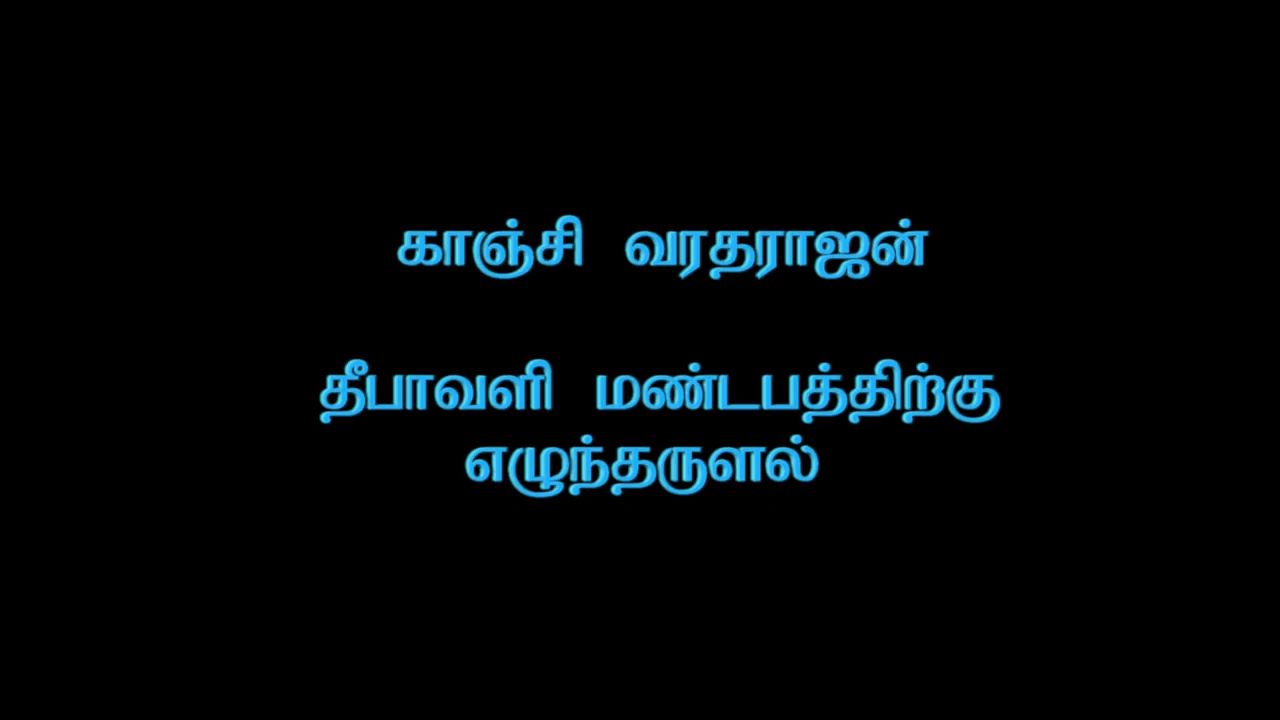 காஞ்சி வரதராஜன்
தீபாவளி மண்டபத்திற்கு
எழுந்தருளல்